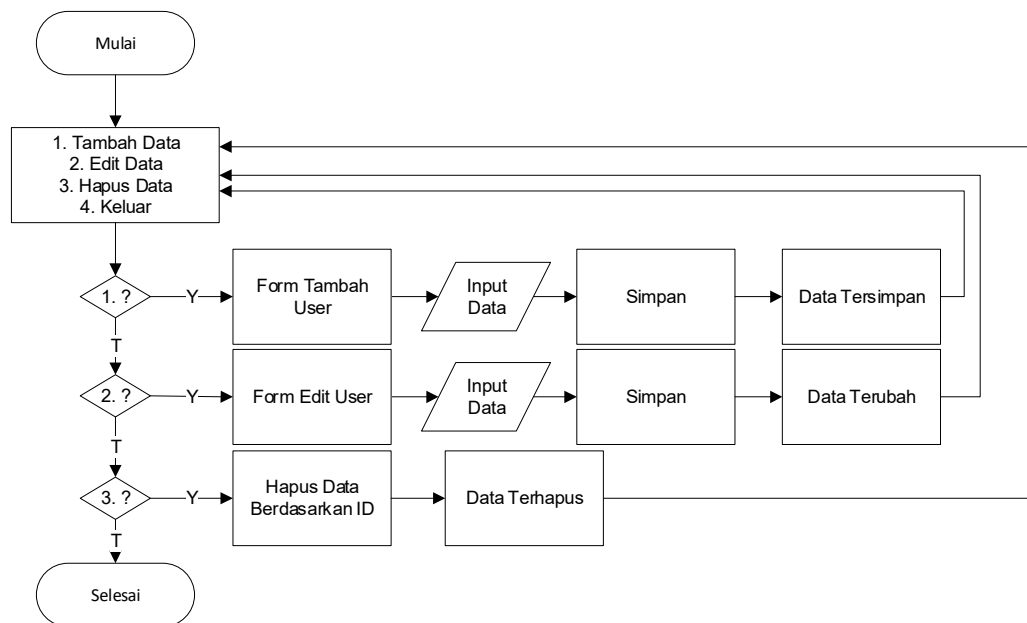 Mulai
1. Tambah Data
2. Edit Data
3. Hapus Data
4. Keluar
1. ?
Y
Form Tambah
User
Input
Data
Simpan
Data Tersimpan
T
2. ?
Y
Form Edit User
Input
Data
Simpan
Data Terubah
T
3. ?
Y
Hapus Data
Berdasarkan ID
Data Terhapus
T
Selesai